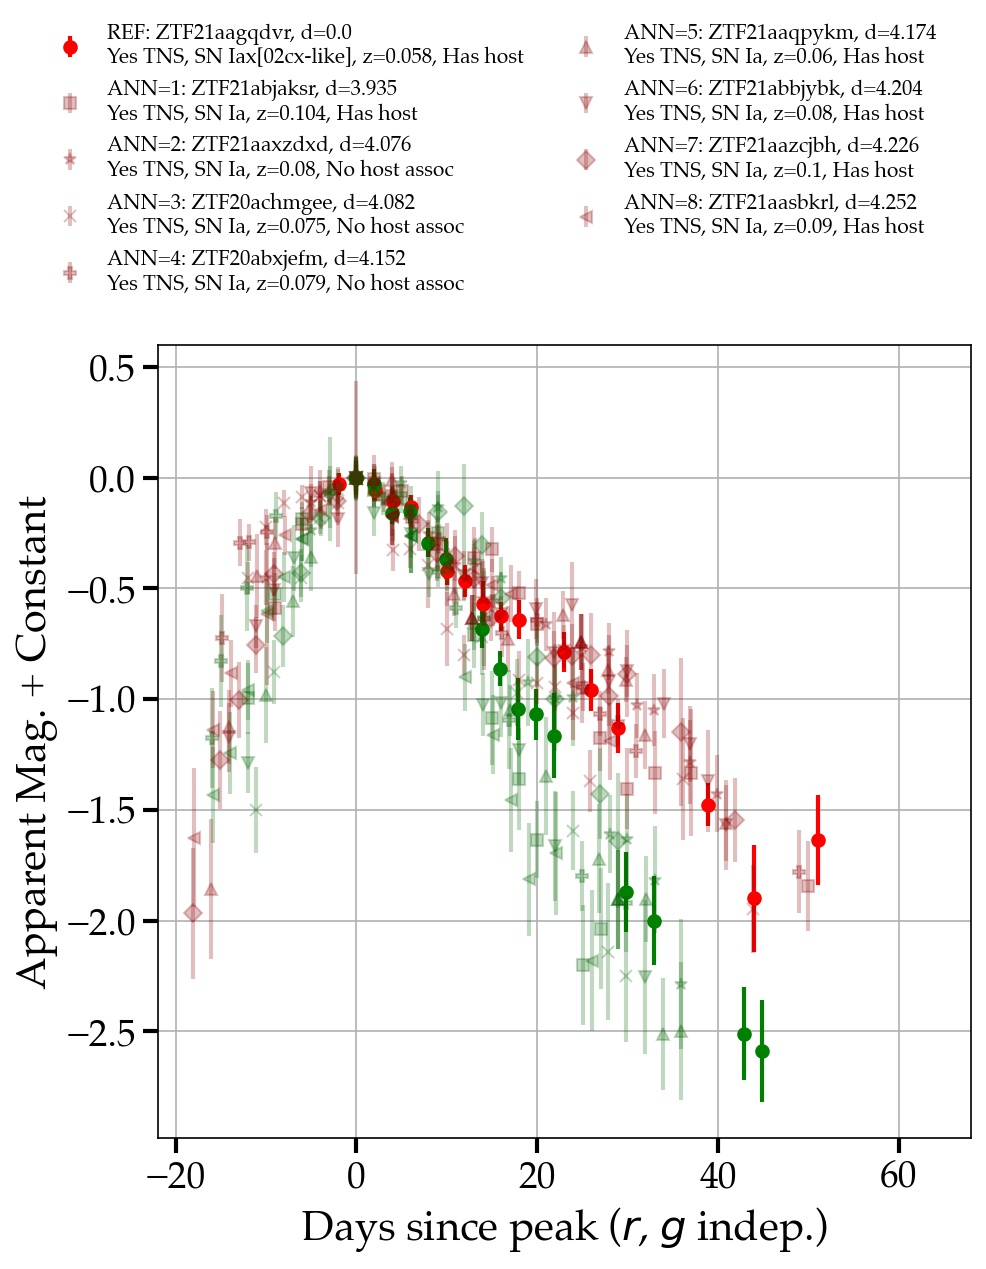 REF: ZTF21aagqdvr, d=0.0
Yes TNS, SN Iax[02cx-like], z=0.058, Has host
ANN=1: ZTF21abjaksr, d=3.935
Yes TNS, SN Ia, z=0.104, Has host
ANN=2: ZTF21aaxzdxd, d=4.076
Yes TNS, SN Ia, z=0.08, No host assoc
ANN=3: ZTF20achmgee, d=4.082
Yes TNS, SN Ia, z=0.075, No host assoc
ANN=4: ZTF20abxjefm, d=4.152
Yes TNS, SN Ia, z=0.079, No host assoc
ANN=5: ZTF21aaqpykm, d=4.174
Yes TNS, SN Ia, z=0.06, Has host
ANN=6: ZTF21abbjybk, d=4.204
Yes TNS, SN Ia, z=0.08, Has host
ANN=7: ZTF21aazcjbh, d=4.226
Yes TNS, SN Ia, z=0.1, Has host
ANN=8: ZTF21aasbkrl, d=4.252
Yes TNS, SN Ia, z=0.09, Has host
Apparent Mag. + Constant
0.5
0.0
−0.5
−1.0
−1.5
−2.0
−2.5
−20
0
20
40
60
Days since peak (r, g indep.)